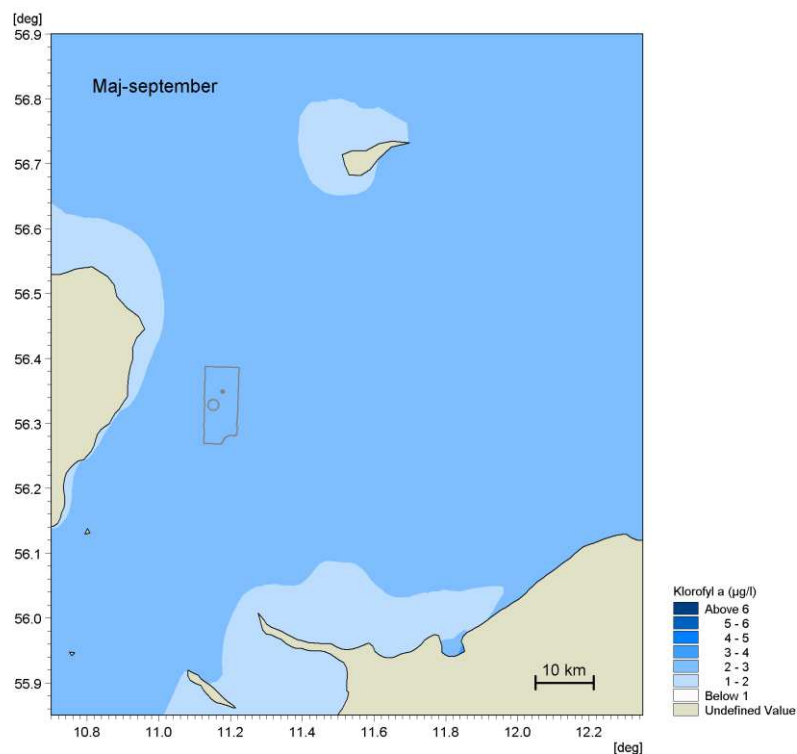 [deg]
56.9
Maj-september
56.8
56.7
56.6
56.5
56.4
56.3
56.2
56.1
56.0
55.9
10 km
10.8 11.0 11.2 11.4 11.6 11.8 12.0 12.2
[deg]
Klorofyl a (µg/l)
Above 6
5 - 6
4 - 5
3 - 4
2 - 3
1 - 2
Below 1
Undefined Value